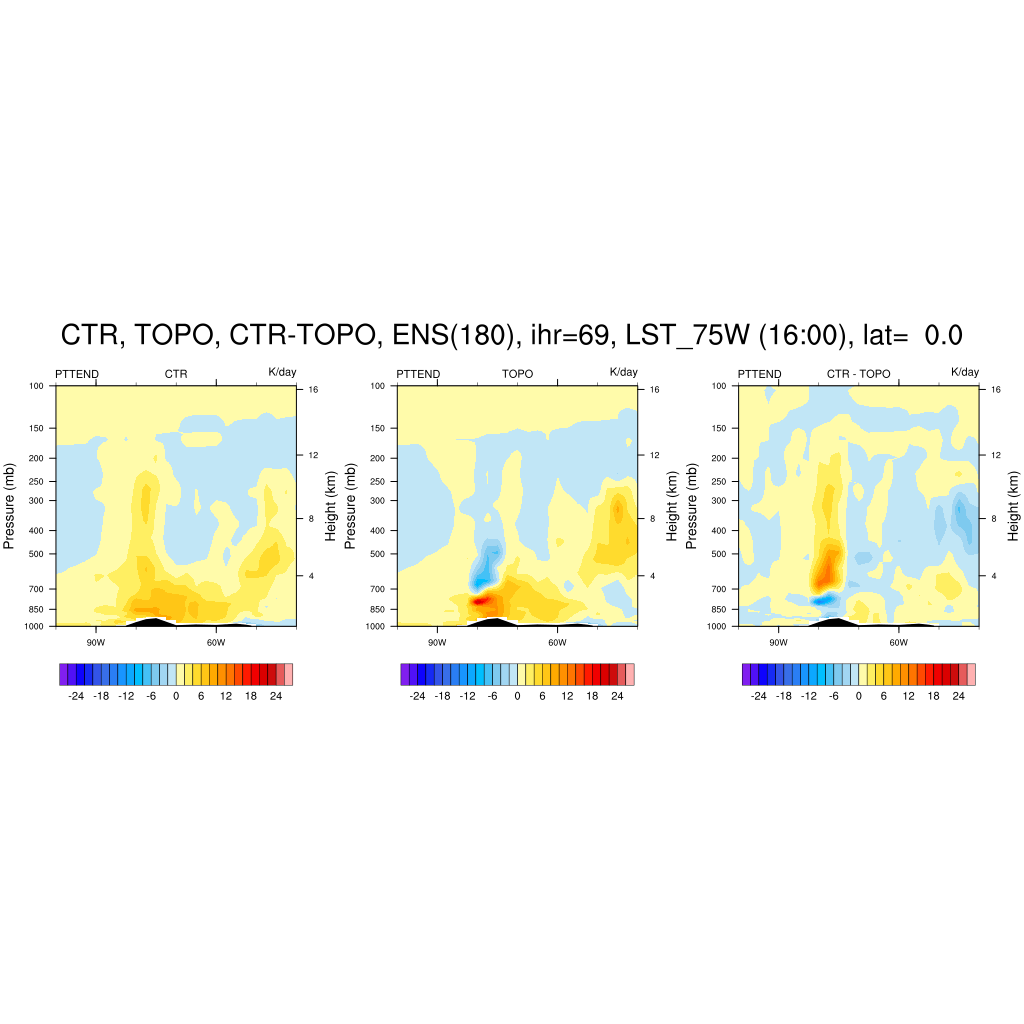 CTR, TOPO, CTR-TOPO, ENS(180), ihr=69, LST_75W (16:00), lat= 0.0
PTTEND CTR K/day
100
150
200
250
300
400
500
700
850
1000
Pressure (mb)
16
12
8
4
Height (km)
90W 60W
-24 -18 -12 -6 0 6 12 18 24
PTTEND TOPO K/day
100
150
200
250
300
400
500
700
850
1000
Pressure (mb)
16
12
8
4
Height (km)
90W 60W
-24 -18 -12 -6 0 6 12 18 24
PTTEND CTR - TOPO K/day
100
150
200
250
300
400
500
700
850
1000
Pressure (mb)
16
12
8
4
Height (km)
90W 60W
-24 -18 -12 -6 0 6 12 18 24